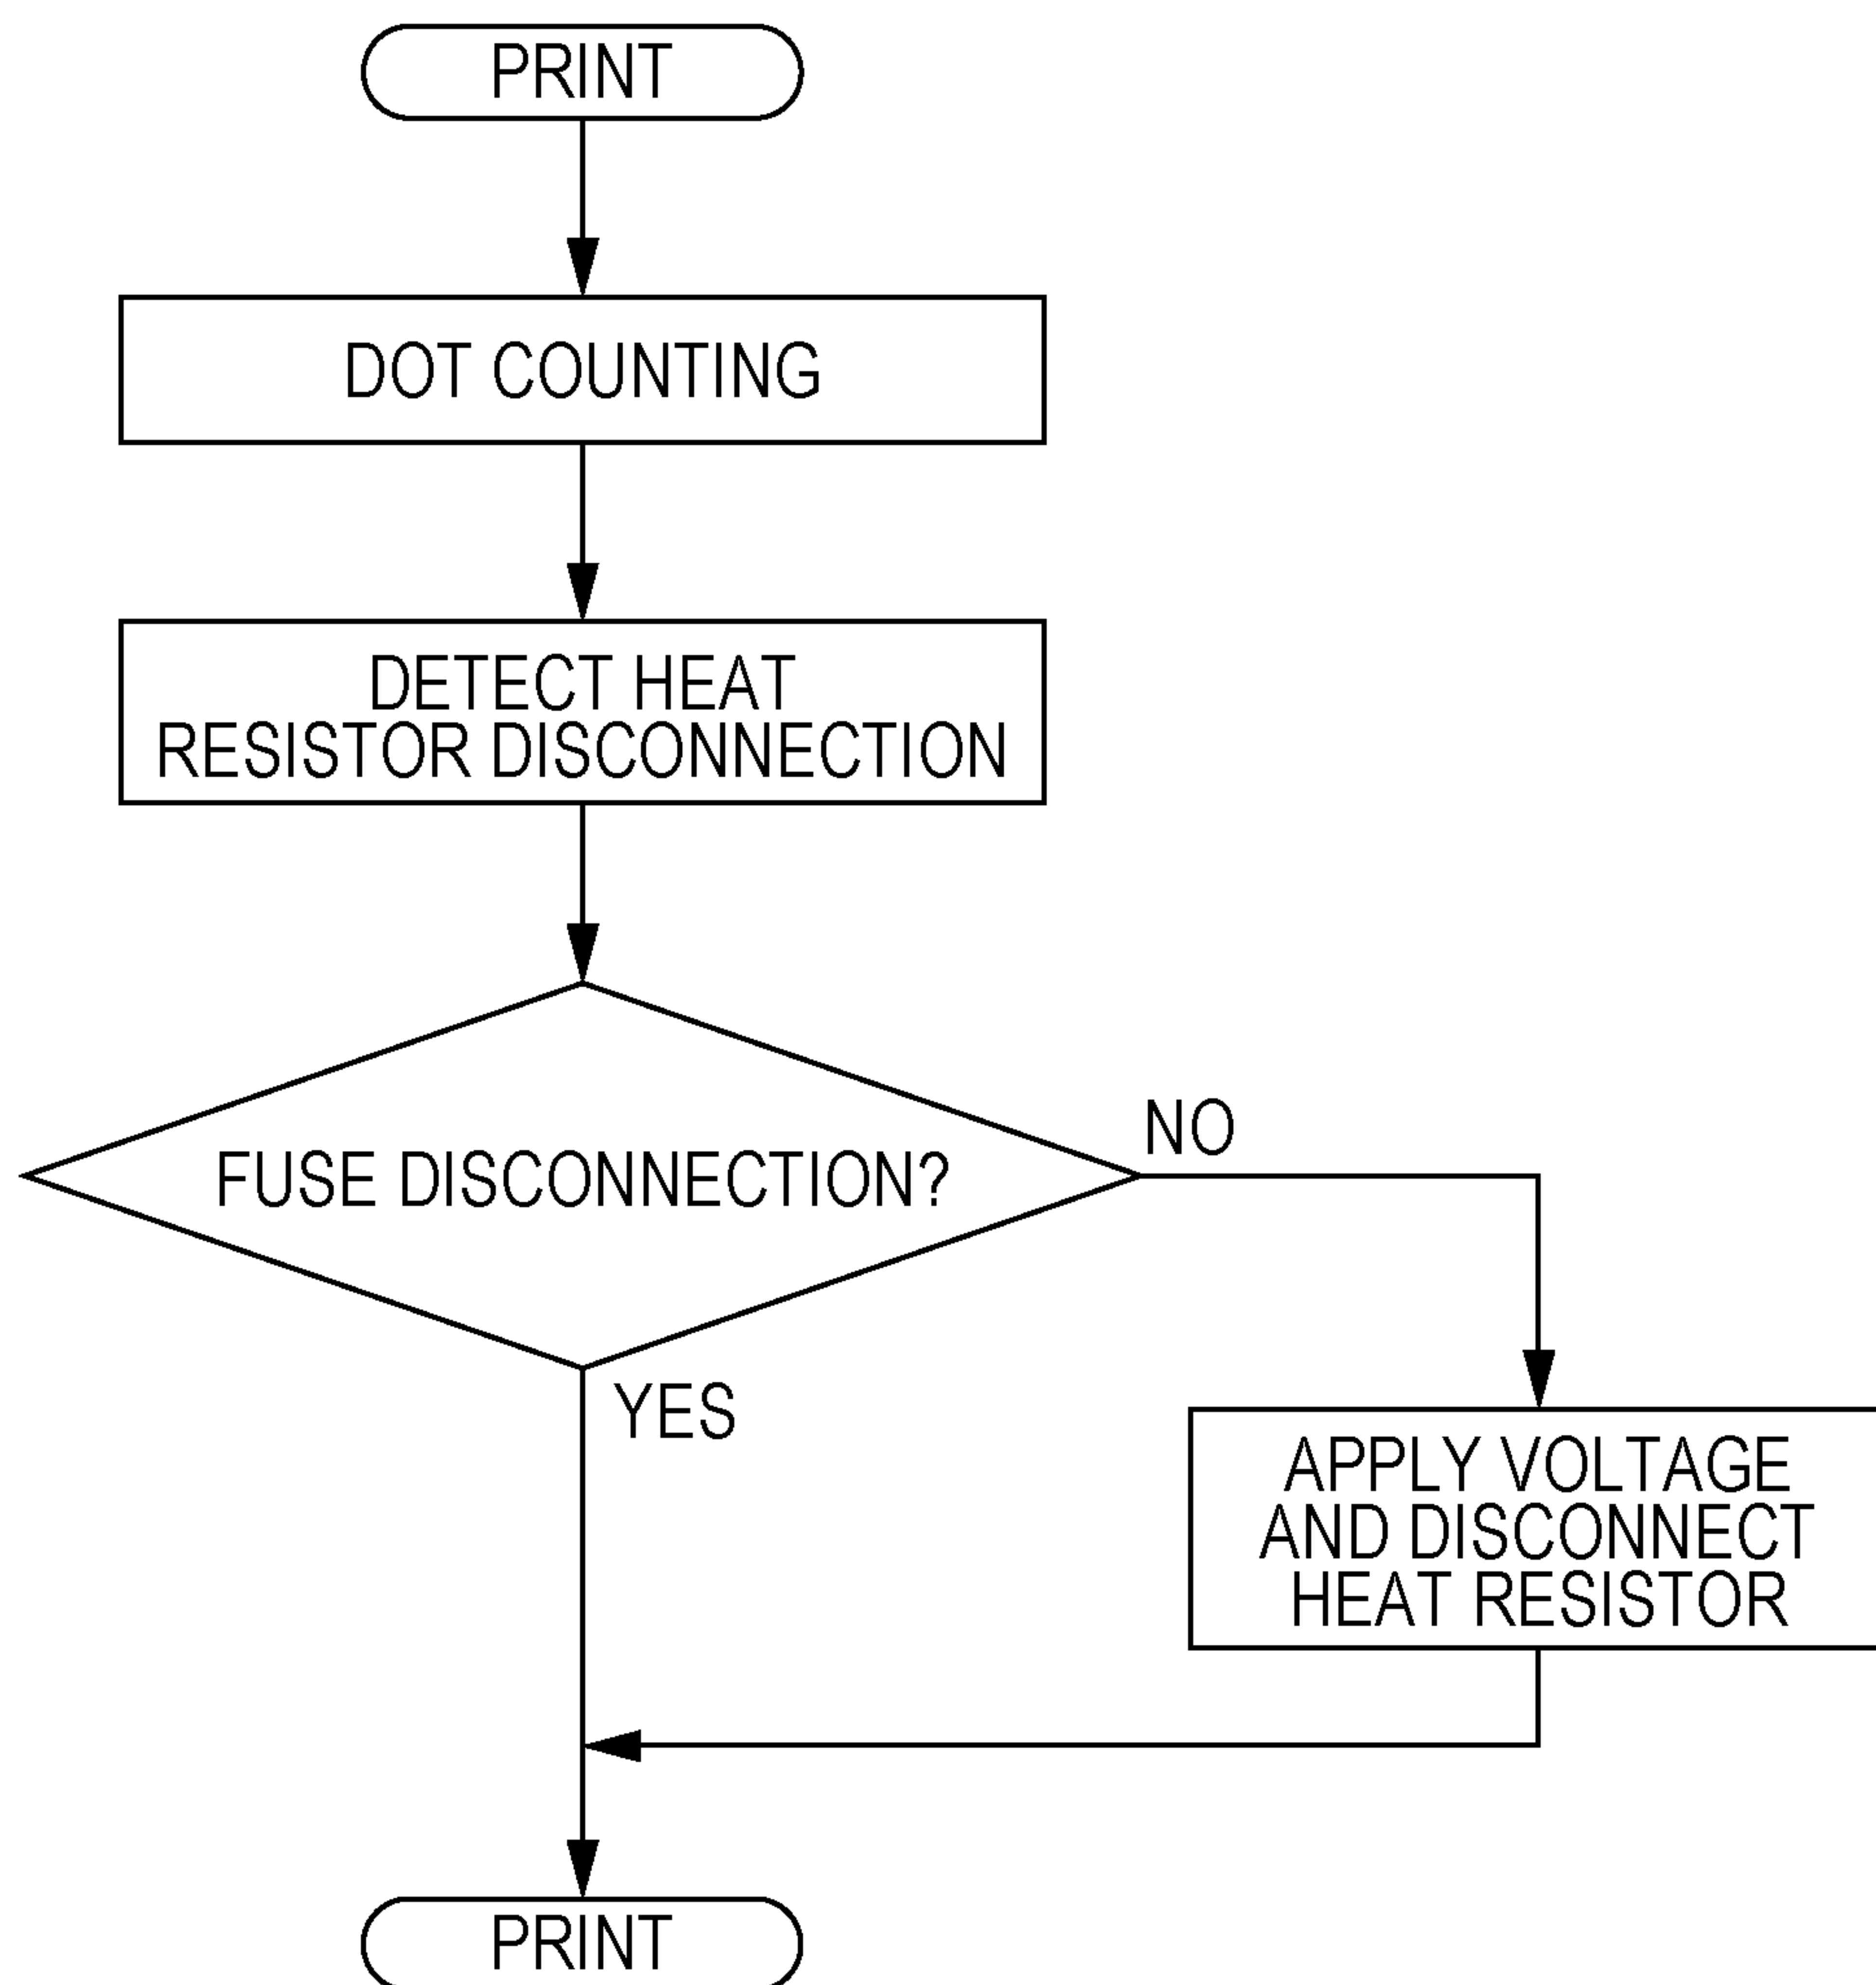 PRINT
DOT COUNTING
DETECT HEAT
RESISTOR DISCONNECTION
FUSE DISCONNECTION?
NO
YES
APPLY VOLTAGE
AND DISCONNECT
HEAT RESISTOR
PRINT